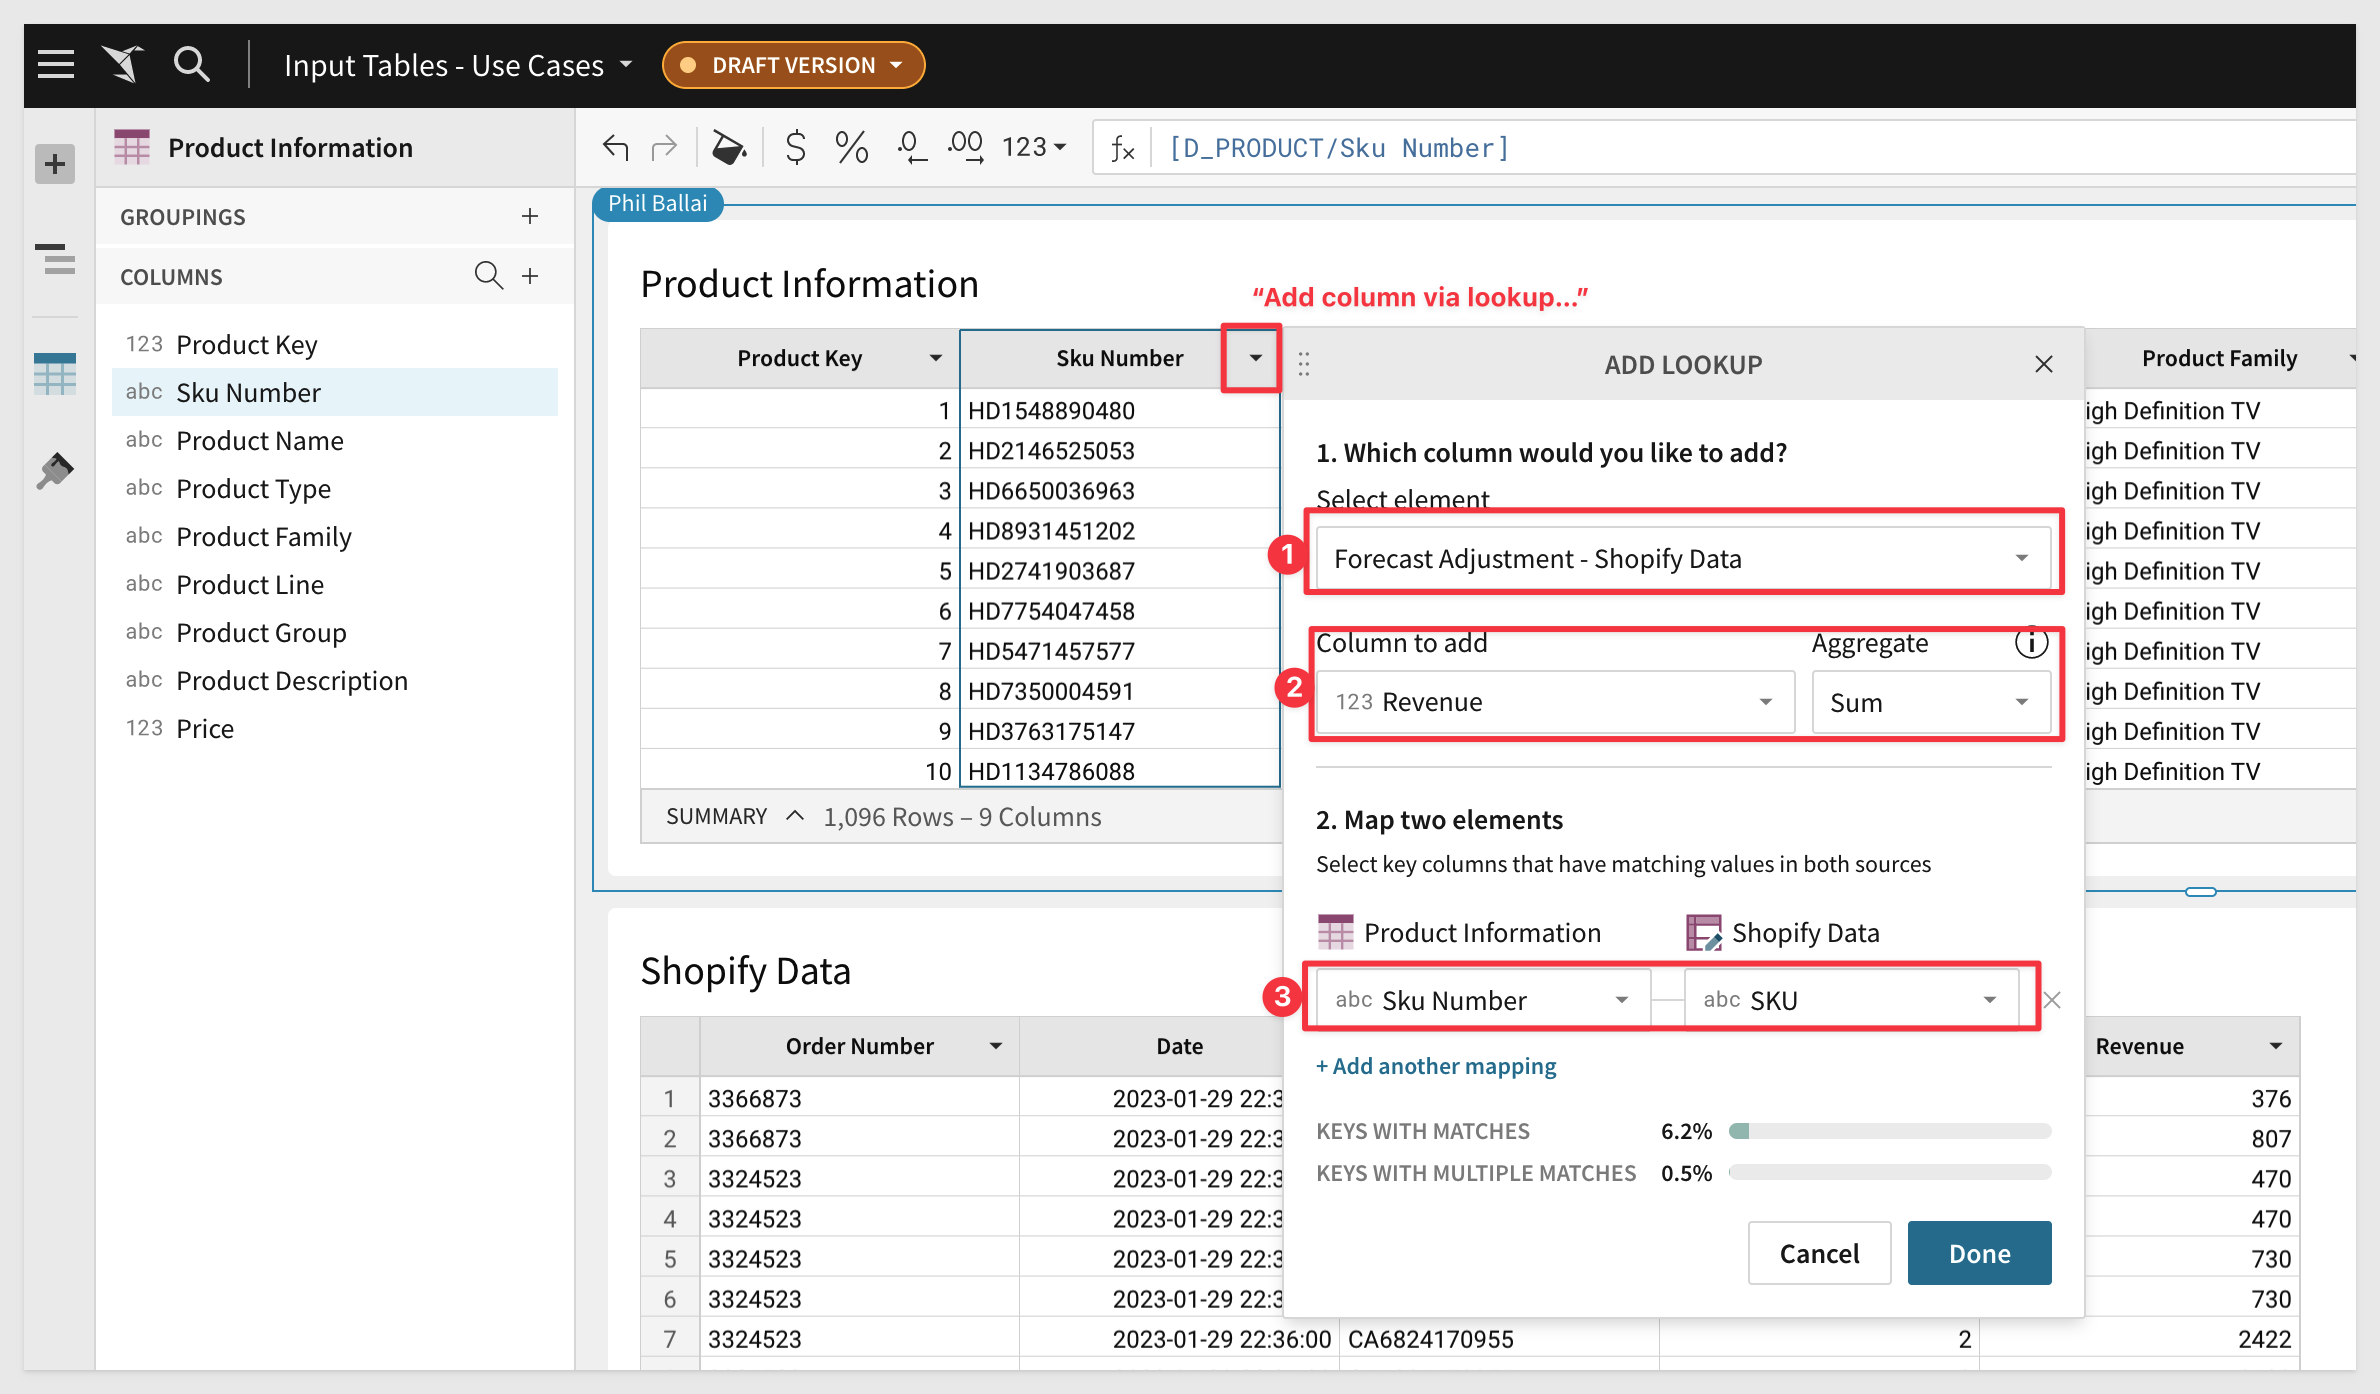 Input Tables - Use Cases
DRAFT VERSION
Product Information
$ % .0 .00 123
fx [D_PRODUCT/Sku Number]
GROUPINGS
COLUMNS
123 Product Key
abc Sku Number
abc Product Name
abc Product Type
abc Product Family
abc Product Line
abc Product Group
abc Product Description
123 Price
Phil Ballai
Product Information
“Add column via lookup...”
Product Key Sku Number Product Family
1 HD1548890480 igh Definition TV
2 HD2146525053 igh Definition TV
3 HD6650036963 igh Definition TV
4 HD8931451202 igh Definition TV
5 HD2741903687 igh Definition TV
6 HD7754047458 igh Definition TV
7 HD5471457577 igh Definition TV
8 HD7350004591 igh Definition TV
9 HD3763175147 igh Definition TV
10 HD1134786088 igh Definition TV
SUMMARY 1,096 Rows – 9 Columns
ADD LOOKUP
1. Which column would you like to add?
Select element
1 Forecast Adjustment - Shopify Data
Column to add Aggregate
2 123 Revenue Sum
2. Map two elements
Select key columns that have matching values in both sources
Product Information Shopify Data
3 abc Sku Number abc SKU
+ Add another mapping
KEYS WITH MATCHES 6.2%
KEYS WITH MULTIPLE MATCHES 0.5%
Cancel Done
Shopify Data
Order Number Date Revenue
1 3366873 2023-01-29 22:3 376
2 3366873 2023-01-29 22:3 807
3 3324523 2023-01-29 22:3 470
4 3324523 2023-01-29 22:3 470
5 3324523 2023-01-29 22:3 730
6 3324523 2023-01-29 22:3 730
7 3324523 2023-01-29 22:36:00 CA6824170955 2 2422